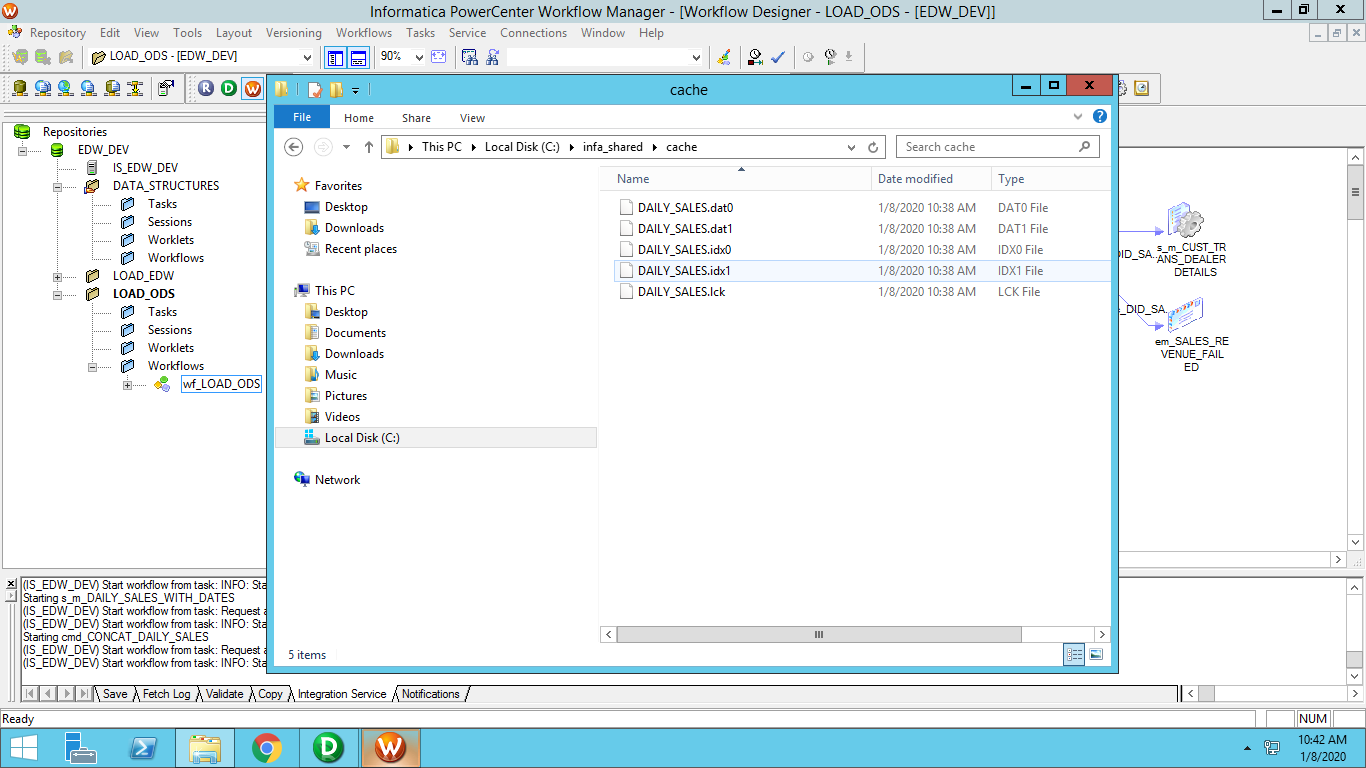 Informatica PowerCenter Workflow Manager - [Workflow Designer - LOAD_ODS - [EDW_DEV]]
Repository Edit View Tools Layout Versioning Workflows Tasks Service Connections Window Help
LOAD_ODS - [EDW_DEV] 90%
R D W
cache
File Home Share View
This PC Local Disk (C:) infa_shared cache
Search cache
Repositories
EDW_DEV
IS_EDW_DEV
DATA_STRUCTURES
Tasks
Sessions
Worklets
Workflows
LOAD_EDW
LOAD_ODS
Tasks
Sessions
Worklets
Workflows
wf_LOAD_ODS
Favorites
Desktop
Downloads
Recent places
This PC
Desktop
Documents
Downloads
Music
Pictures
Videos
Local Disk (C:)
Network
Name Date modified Type
DAILY_SALES.dat0 1/8/2020 10:38 AM DAT0 File
DAILY_SALES.dat1 1/8/2020 10:38 AM DAT1 File
DAILY_SALES.idx0 1/8/2020 10:38 AM IDX0 File
DAILY_SALES.idx1 1/8/2020 10:38 AM IDX1 File
DAILY_SALES.lck 1/8/2020 10:38 AM LCK File
5 items
DID_SA...
s_m_CUST_TR
ANS_DEALER
DETAILS
_DID_SA...
em_SALES_RE
VENUE_FAIL
ED
(IS_EDW_DEV) Start workflow from task: INFO: Sta
Starting s_m_DAILY_SALES_WITH_DATES
(IS_EDW_DEV) Start workflow from task: Request a
(IS_EDW_DEV) Start workflow from task: INFO: Sta
Starting cmd_CONCAT_DAILY_SALES
(IS_EDW_DEV) Start workflow from task: Request a
(IS_EDW_DEV) Start workflow from task: INFO: Sta
Save Fetch Log Validate Copy Integration Service Notifications
Ready NUM
D W
10:42 AM
1/8/2020